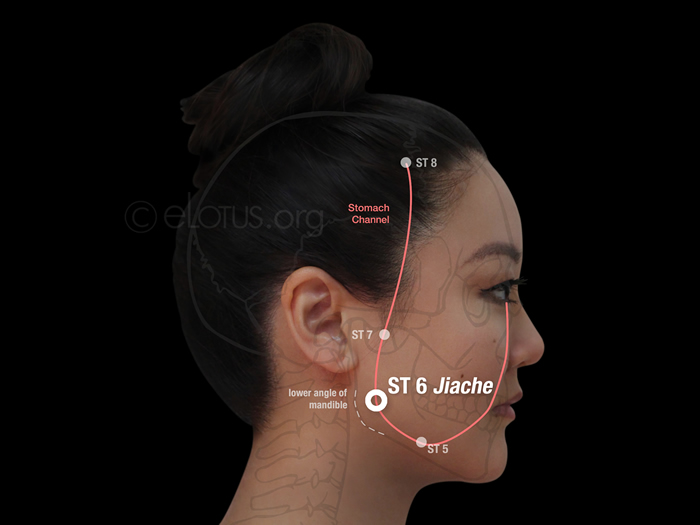 ST 8
Stomach
Channel
© eLotus.org
ST 7
ST 6 Jiache
lower angle of
mandible
ST 5